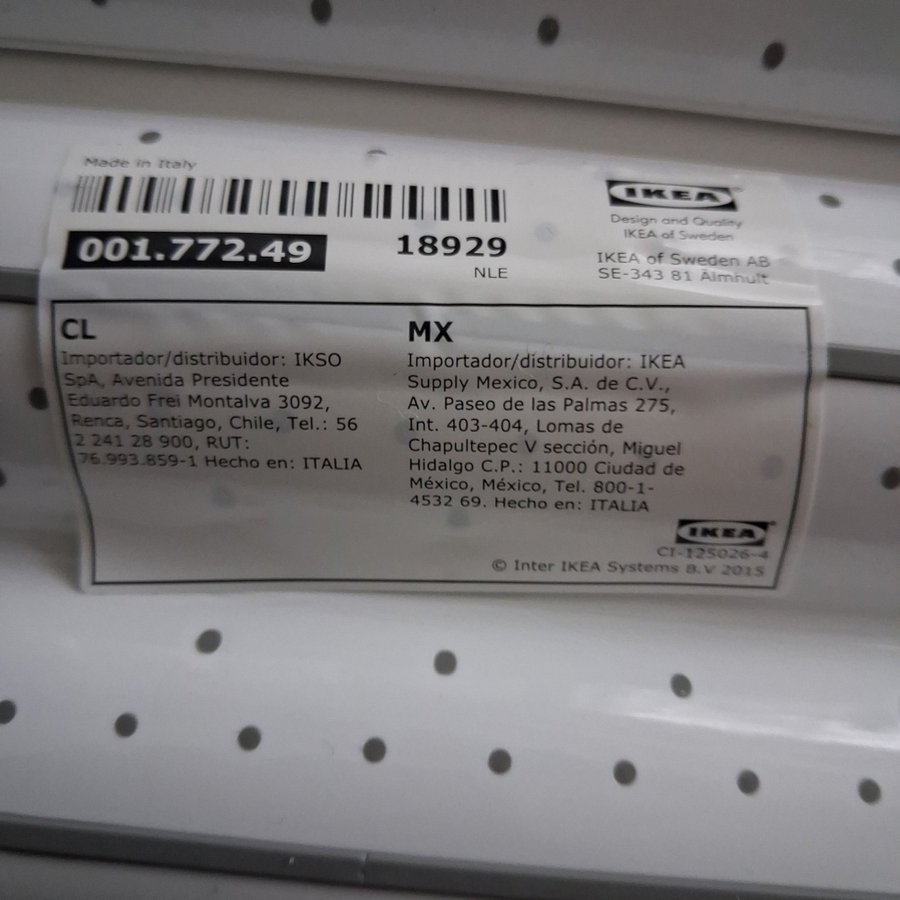 Made in Italy
001.772.49
18929
NLE
IKEA
Design and Quality
IKEA of Sweden
IKEA of Sweden AB
SE-343 81 Älmhult
CL
Importador/distribuidor: IKSO
SpA, Avenida Presidente
Eduardo Frei Montalva 3092,
Renca, Santiago, Chile, Tel.: 56
2 241 28 900, RUT:
76.993.859-1 Hecho en: ITALIA
MX
Importador/distribuidor: IKEA
Supply Mexico, S.A. de C.V.,
Av. Paseo de las Palmas 275,
Int. 403-404, Lomas de
Chapultepec V sección, Miguel
Hidalgo C.P.: 11000 Ciudad de
México, México, Tel. 800-1-
4532 69. Hecho en: ITALIA
IKEA
CI-125026-4
© Inter IKEA Systems B.V 2015